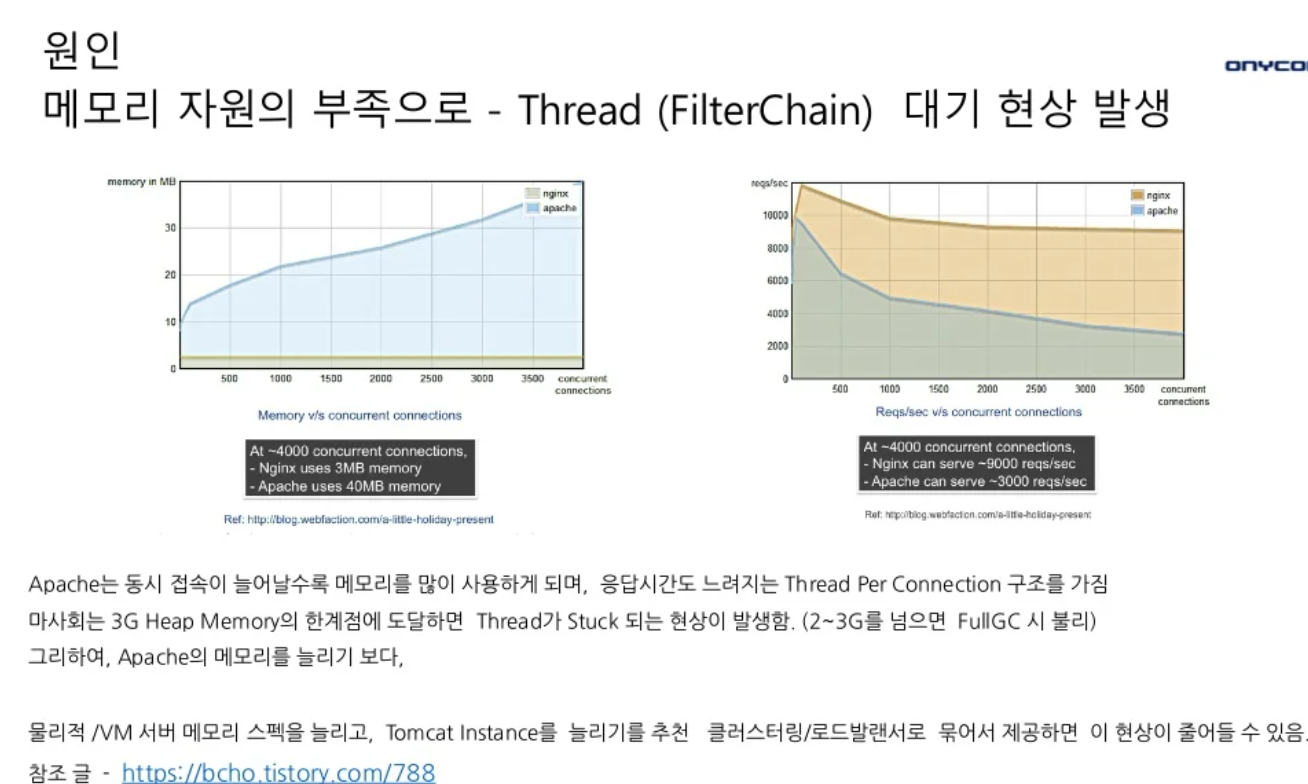 원인
메모리 자원의 부족으로 - Thread (FilterChain) 대기 현상 발생
memory in MB
nginx
apache
30
20
10
0
500 1000 1500 2000 2500 3000 3500 concurrent
connections
Memory v/s concurrent connections
At ~4000 concurrent connections,
- Nginx uses 3MB memory
- Apache uses 40MB memory
Ref: http://blog.webfaction.com/a-little-holiday-present
reqs/sec
nginx
apache
10000
8000
6000
4000
2000
0
500 1000 1500 2000 2500 3000 3500 concurrent
connections
Reqs/sec v/s concurrent connections
At ~4000 concurrent connections,
- Nginx can serve ~9000 reqs/sec
- Apache can serve ~3000 reqs/sec
Ref: http://blog.webfaction.com/a-little-holiday-present
Apache는 동시 접속이 늘어날수록 메모리를 많이 사용하게 되며, 응답시간도 느려지는 Thread Per Connection 구조를 가짐
마사회는 3G Heap Memory의 한계점에 도달하면 Thread가 Stuck 되는 현상이 발생함. (2~3G를 넘으면 FullGC 시 불리)
그리하여, Apache의 메모리를 늘리기 보다,
물리적 /VM 서버 메모리 스펙을 늘리고, Tomcat Instance를 늘리기를 추천 클러스터링/로드발랜서로 묶어서 제공하면 이 현상이 줄어들 수 있음.
참조 글 - https://bcho.tistory.com/788